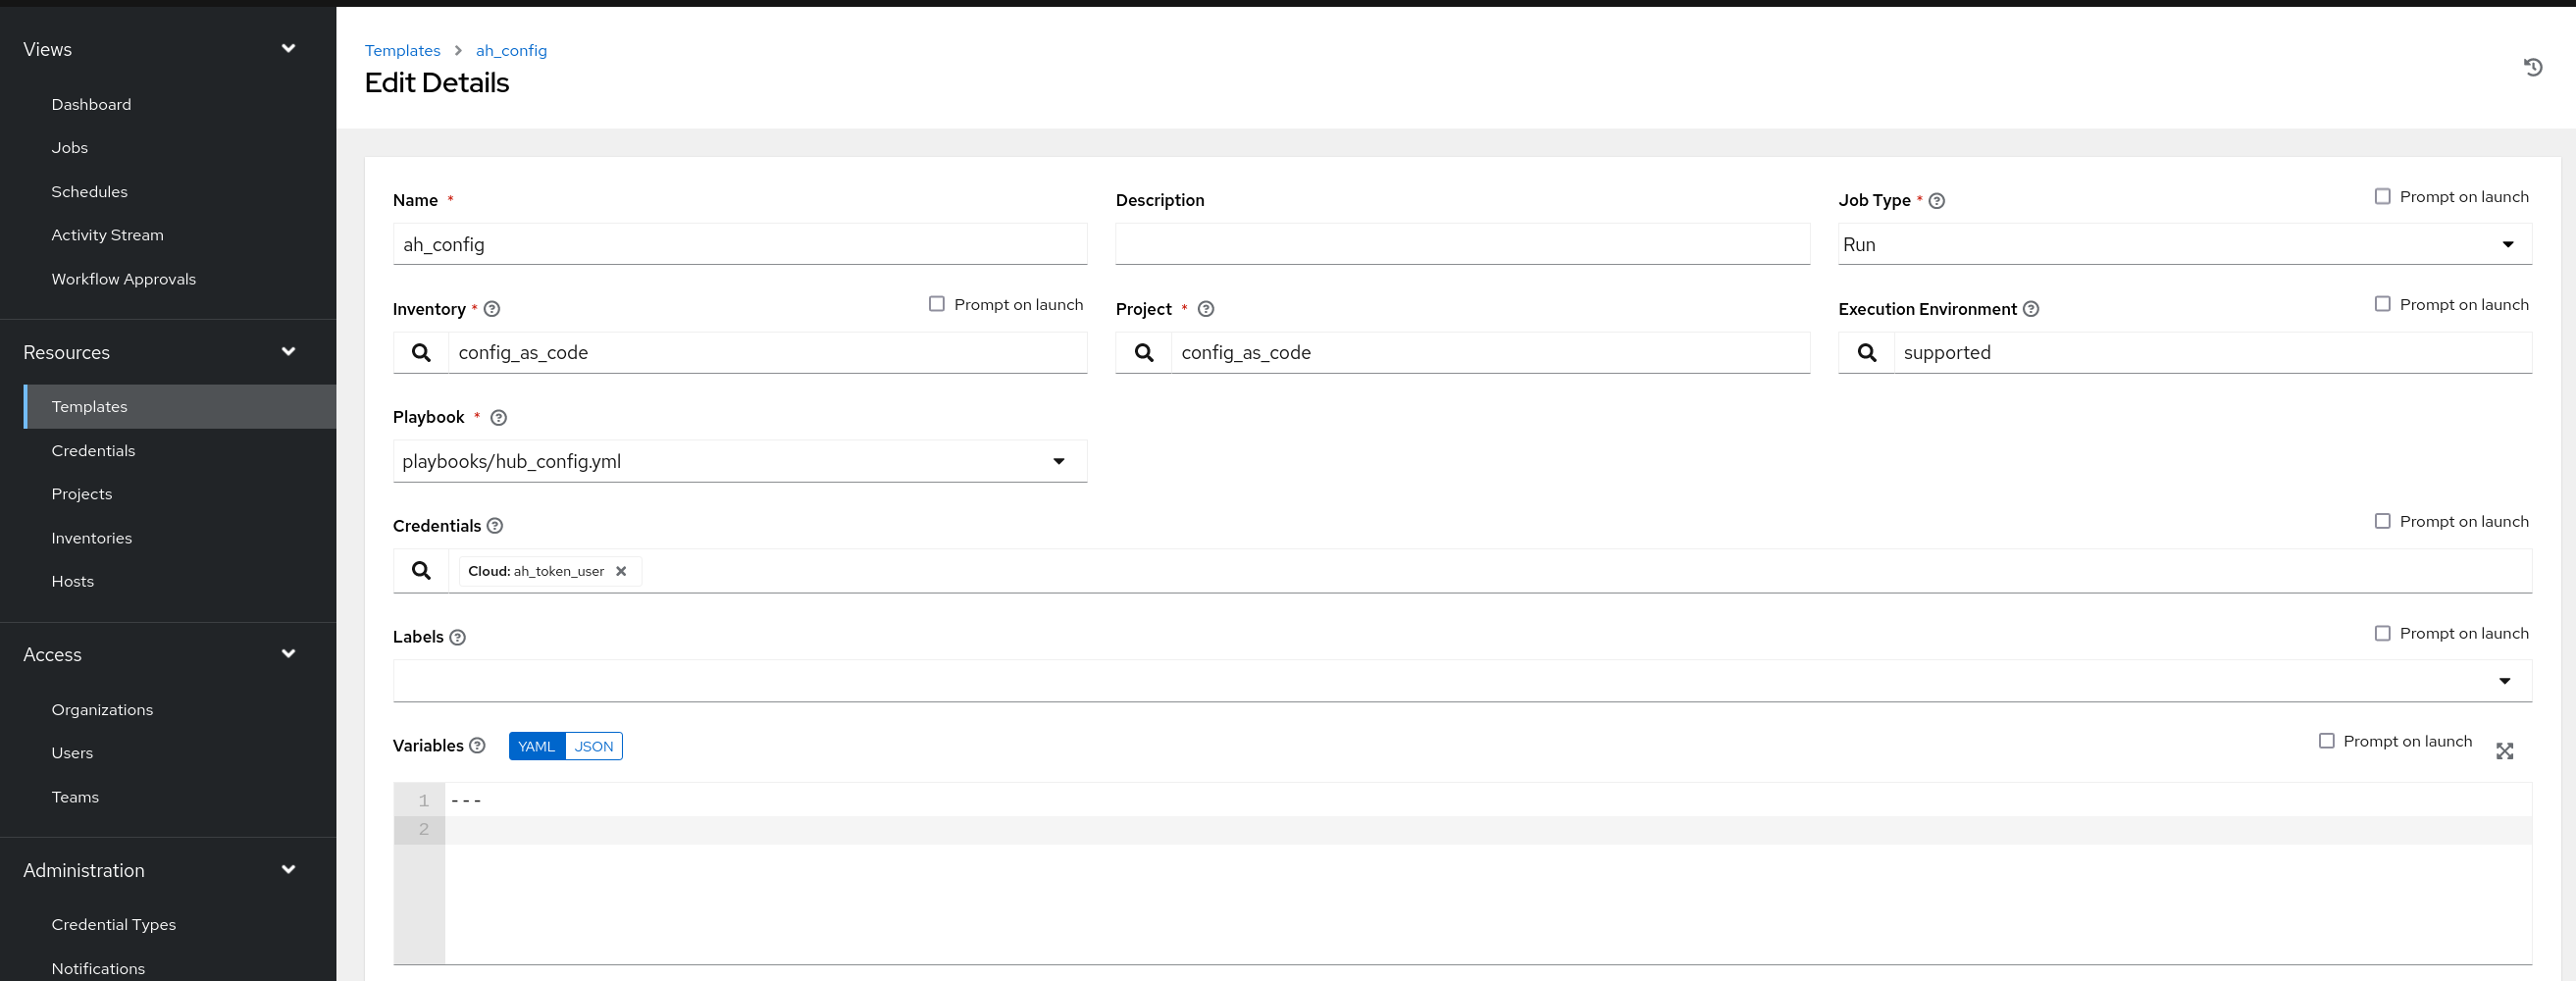 Views
Dashboard
Jobs
Schedules
Activity Stream
Workflow Approvals
Resources
Templates
Credentials
Projects
Inventories
Hosts
Access
Organizations
Users
Teams
Administration
Credential Types
Notifications
Templates > ah_config
Edit Details
Name *
ah_config
Description
Job Type * ? Prompt on launch
Run
Inventory * ? Prompt on launch
config_as_code
Project * ?
config_as_code
Execution Environment ? Prompt on launch
supported
Playbook * ?
playbooks/hub_config.yml
Credentials ? Prompt on launch
Cloud: ah_token_user
Labels ? Prompt on launch
Variables ? YAML JSON Prompt on launch
1 ---
2